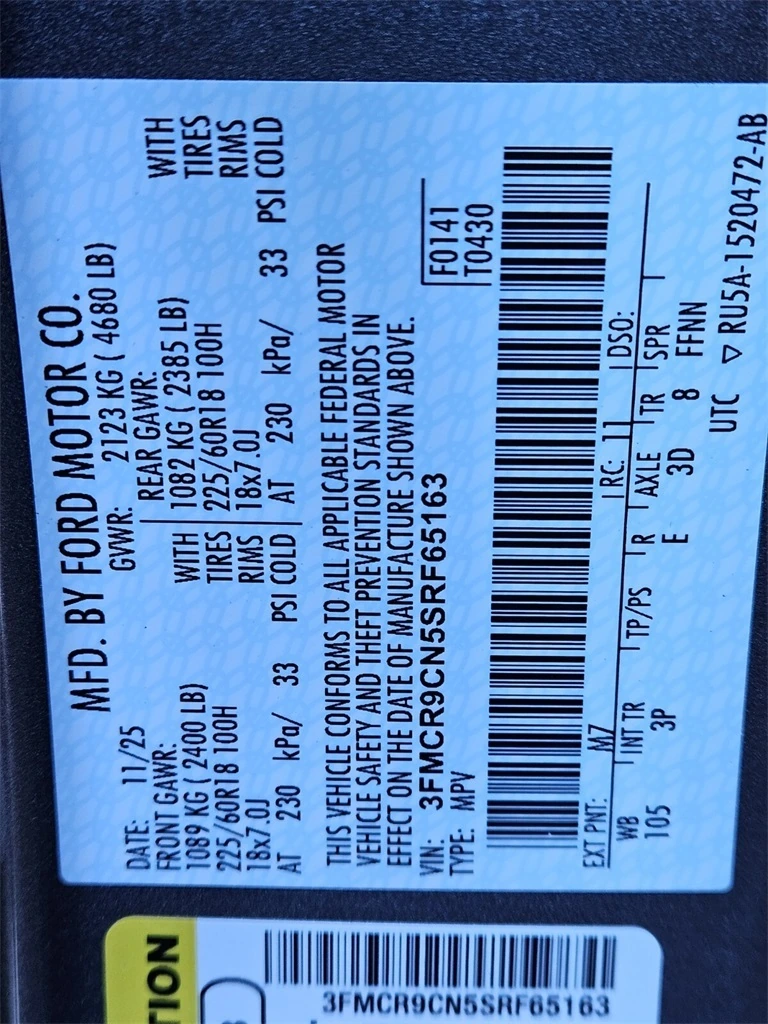 MFD. BY FORD MOTOR CO.
DATE: 11/25 GVWR: 2123 KG ( 4680 LB)
FRONT GAWR: REAR GAWR:
1089 KG ( 2400 LB) WITH 1082 KG ( 2385 LB) WITH
225/60R18 100H TIRES 225/60R18 100H TIRES
18x7.0J RIMS 18x7.0J RIMS
AT 230 kPa/ 33 PSI COLD AT 230 kPa/ 33 PSI COLD
THIS VEHICLE CONFORMS TO ALL APPLICABLE FEDERAL MOTOR
VEHICLE SAFETY AND THEFT PREVENTION STANDARDS IN
EFFECT ON THE DATE OF MANUFACTURE SHOWN ABOVE.
VIN: 3FMCR9CN5SRF65163 F0141
TYPE: MPV T0430
EXT PNT: M7 RC: 11 DSO:
WB INT TR TP/PS R AXLE TR SPR
105 3P E 3D 8 FFNN
UTC ▽ RU5A-1520472-AB
TION
3FMCR9CN5SRF65163